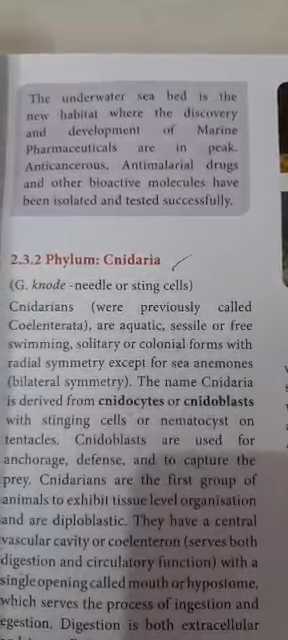 The underwater sea bed is the
new habitat where the discovery
and development of Marine
Pharmaceuticals are in peak.
Anticancerous, Antimalarial drugs
and other bioactive molecules have
been isolated and tested successfully.
2.3.2 Phylum: Cnidaria
(G. knode -needle or sting cells)
Cnidarians (were previously called
Coelenterata), are aquatic, sessile or free
swimming, solitary or colonial forms with
radial symmetry except for sea anemones
(bilateral symmetry). The name Cnidaria
is derived from cnidocytes or cnidoblasts
with stinging cells or nematocyst on
tentacles. Cnidoblasts are used for
anchorage, defense, and to capture the
prey. Cnidarians are the first group of
animals to exhibit tissue level organisation
and are diploblastic. They have a central
vascular cavity or coelenteron (serves both
digestion and circulatory function) with a
single opening called mouth or hypostome,
which serves the process of ingestion and
egestion. Digestion is both extracellular